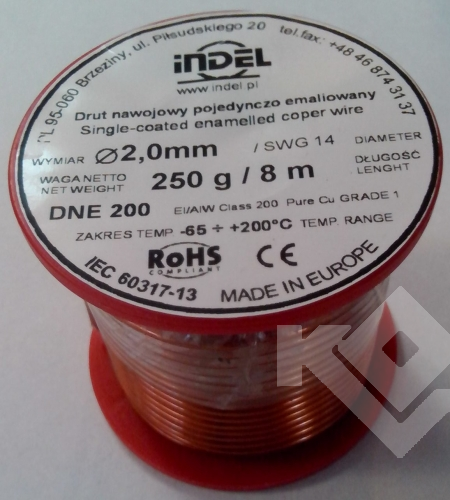 PL 95-060 Brzeziny, ul. Piłsudskiego 20 tel.fax: +48 46 874 31 37
iNDEL
www.indel.pl
Drut nawojowy pojedynczo emaliowany
Single-coated enamelled coper wire
WYMIAR Ø2,0mm / SWG 14 DIAMETER
WAGA NETTO NET WEIGHT 250 g / 8 m DŁUGOŚĆ LENGHT
DNE 200 EI/AIW Class 200 Pure Cu GRADE 1
ZAKRES TEMP -65 ÷ +200°C TEMP. RANGE
RoHS CE
COMPLIANT
IEC 60317-13 MADE IN EUROPE